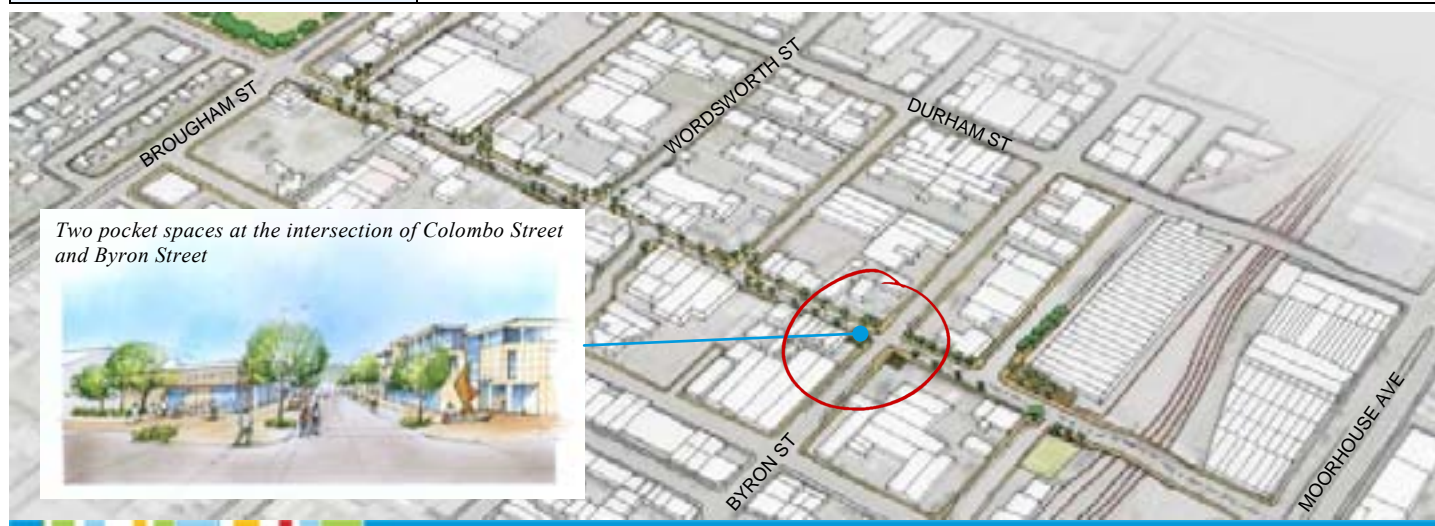 WORDSWORTH ST
DURHAM ST
BROUGHAM ST
Two pocket spaces at the intersection of Colombo Street
and Byron Street
BYRON ST
MOORHOUSE AVE